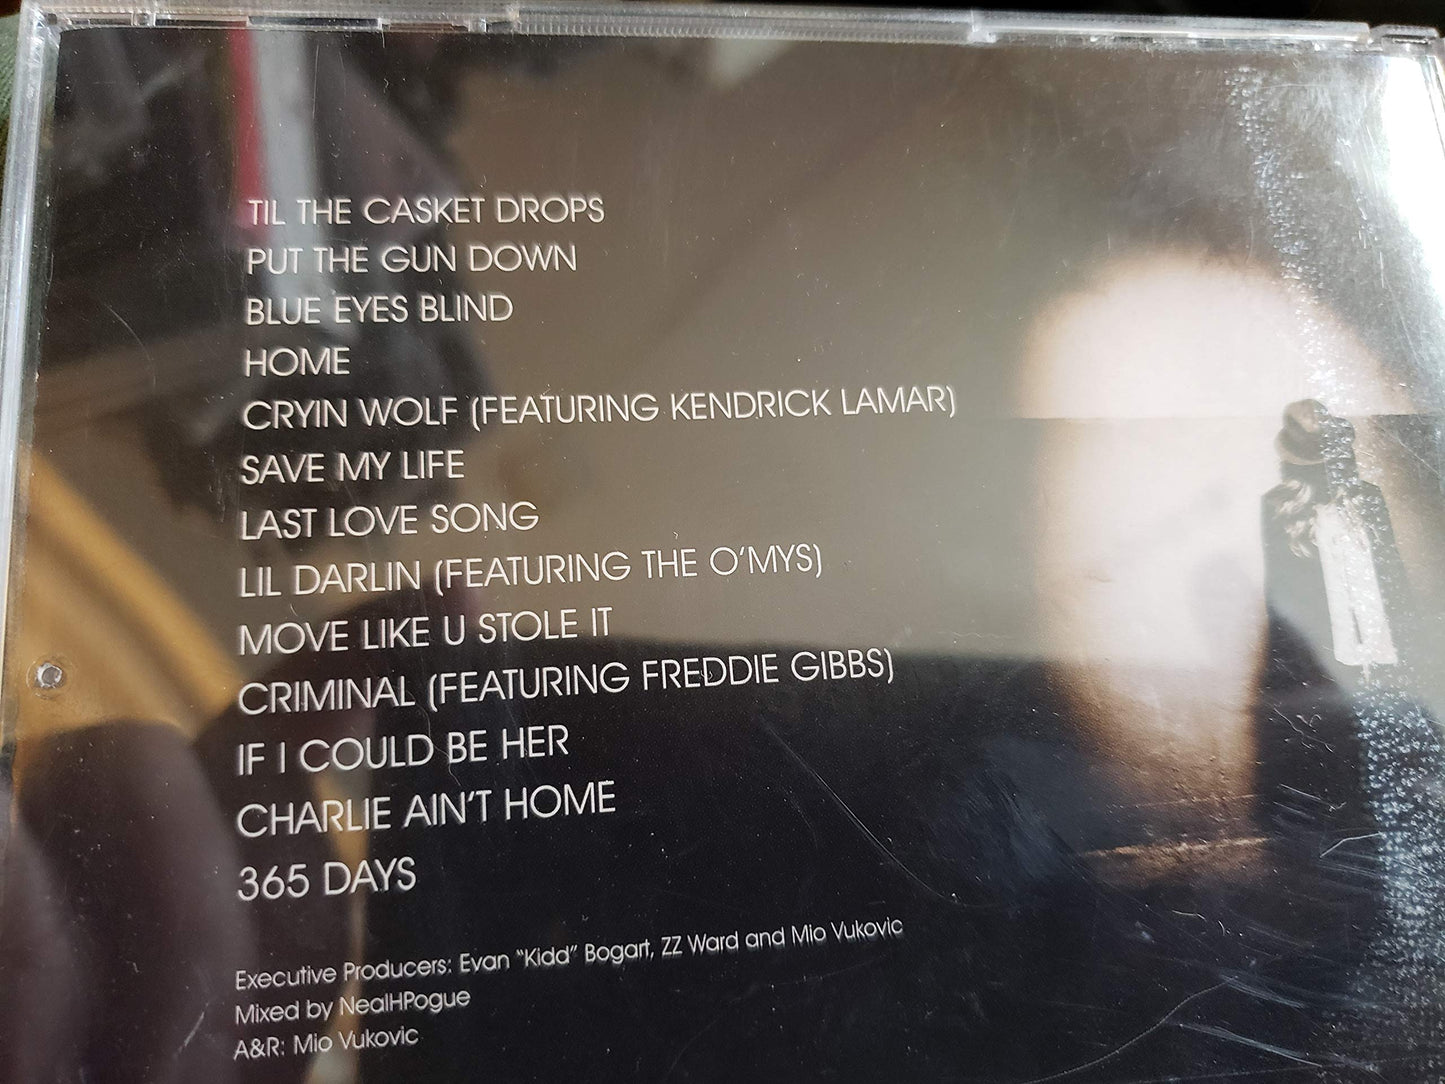 TIL THE CASKET DROPS
PUT THE GUN DOWN
BLUE EYES BLIND
HOME
CRYIN WOLF (FEATURING KENDRICK LAMAR)
SAVE MY LIFE
LAST LOVE SONG
LIL DARLIN (FEATURING THE O'MYS)
MOVE LIKE U STOLE IT
CRIMINAL (FEATURING FREDDIE GIBBS)
IF I COULD BE HER
CHARLIE AIN'T HOME
365 DAYS
Executive Producers: Evan "Kidd" Bogart, ZZ Ward and Mio Vukovic
Mixed by NealHPogue
A&R: Mio Vukovic